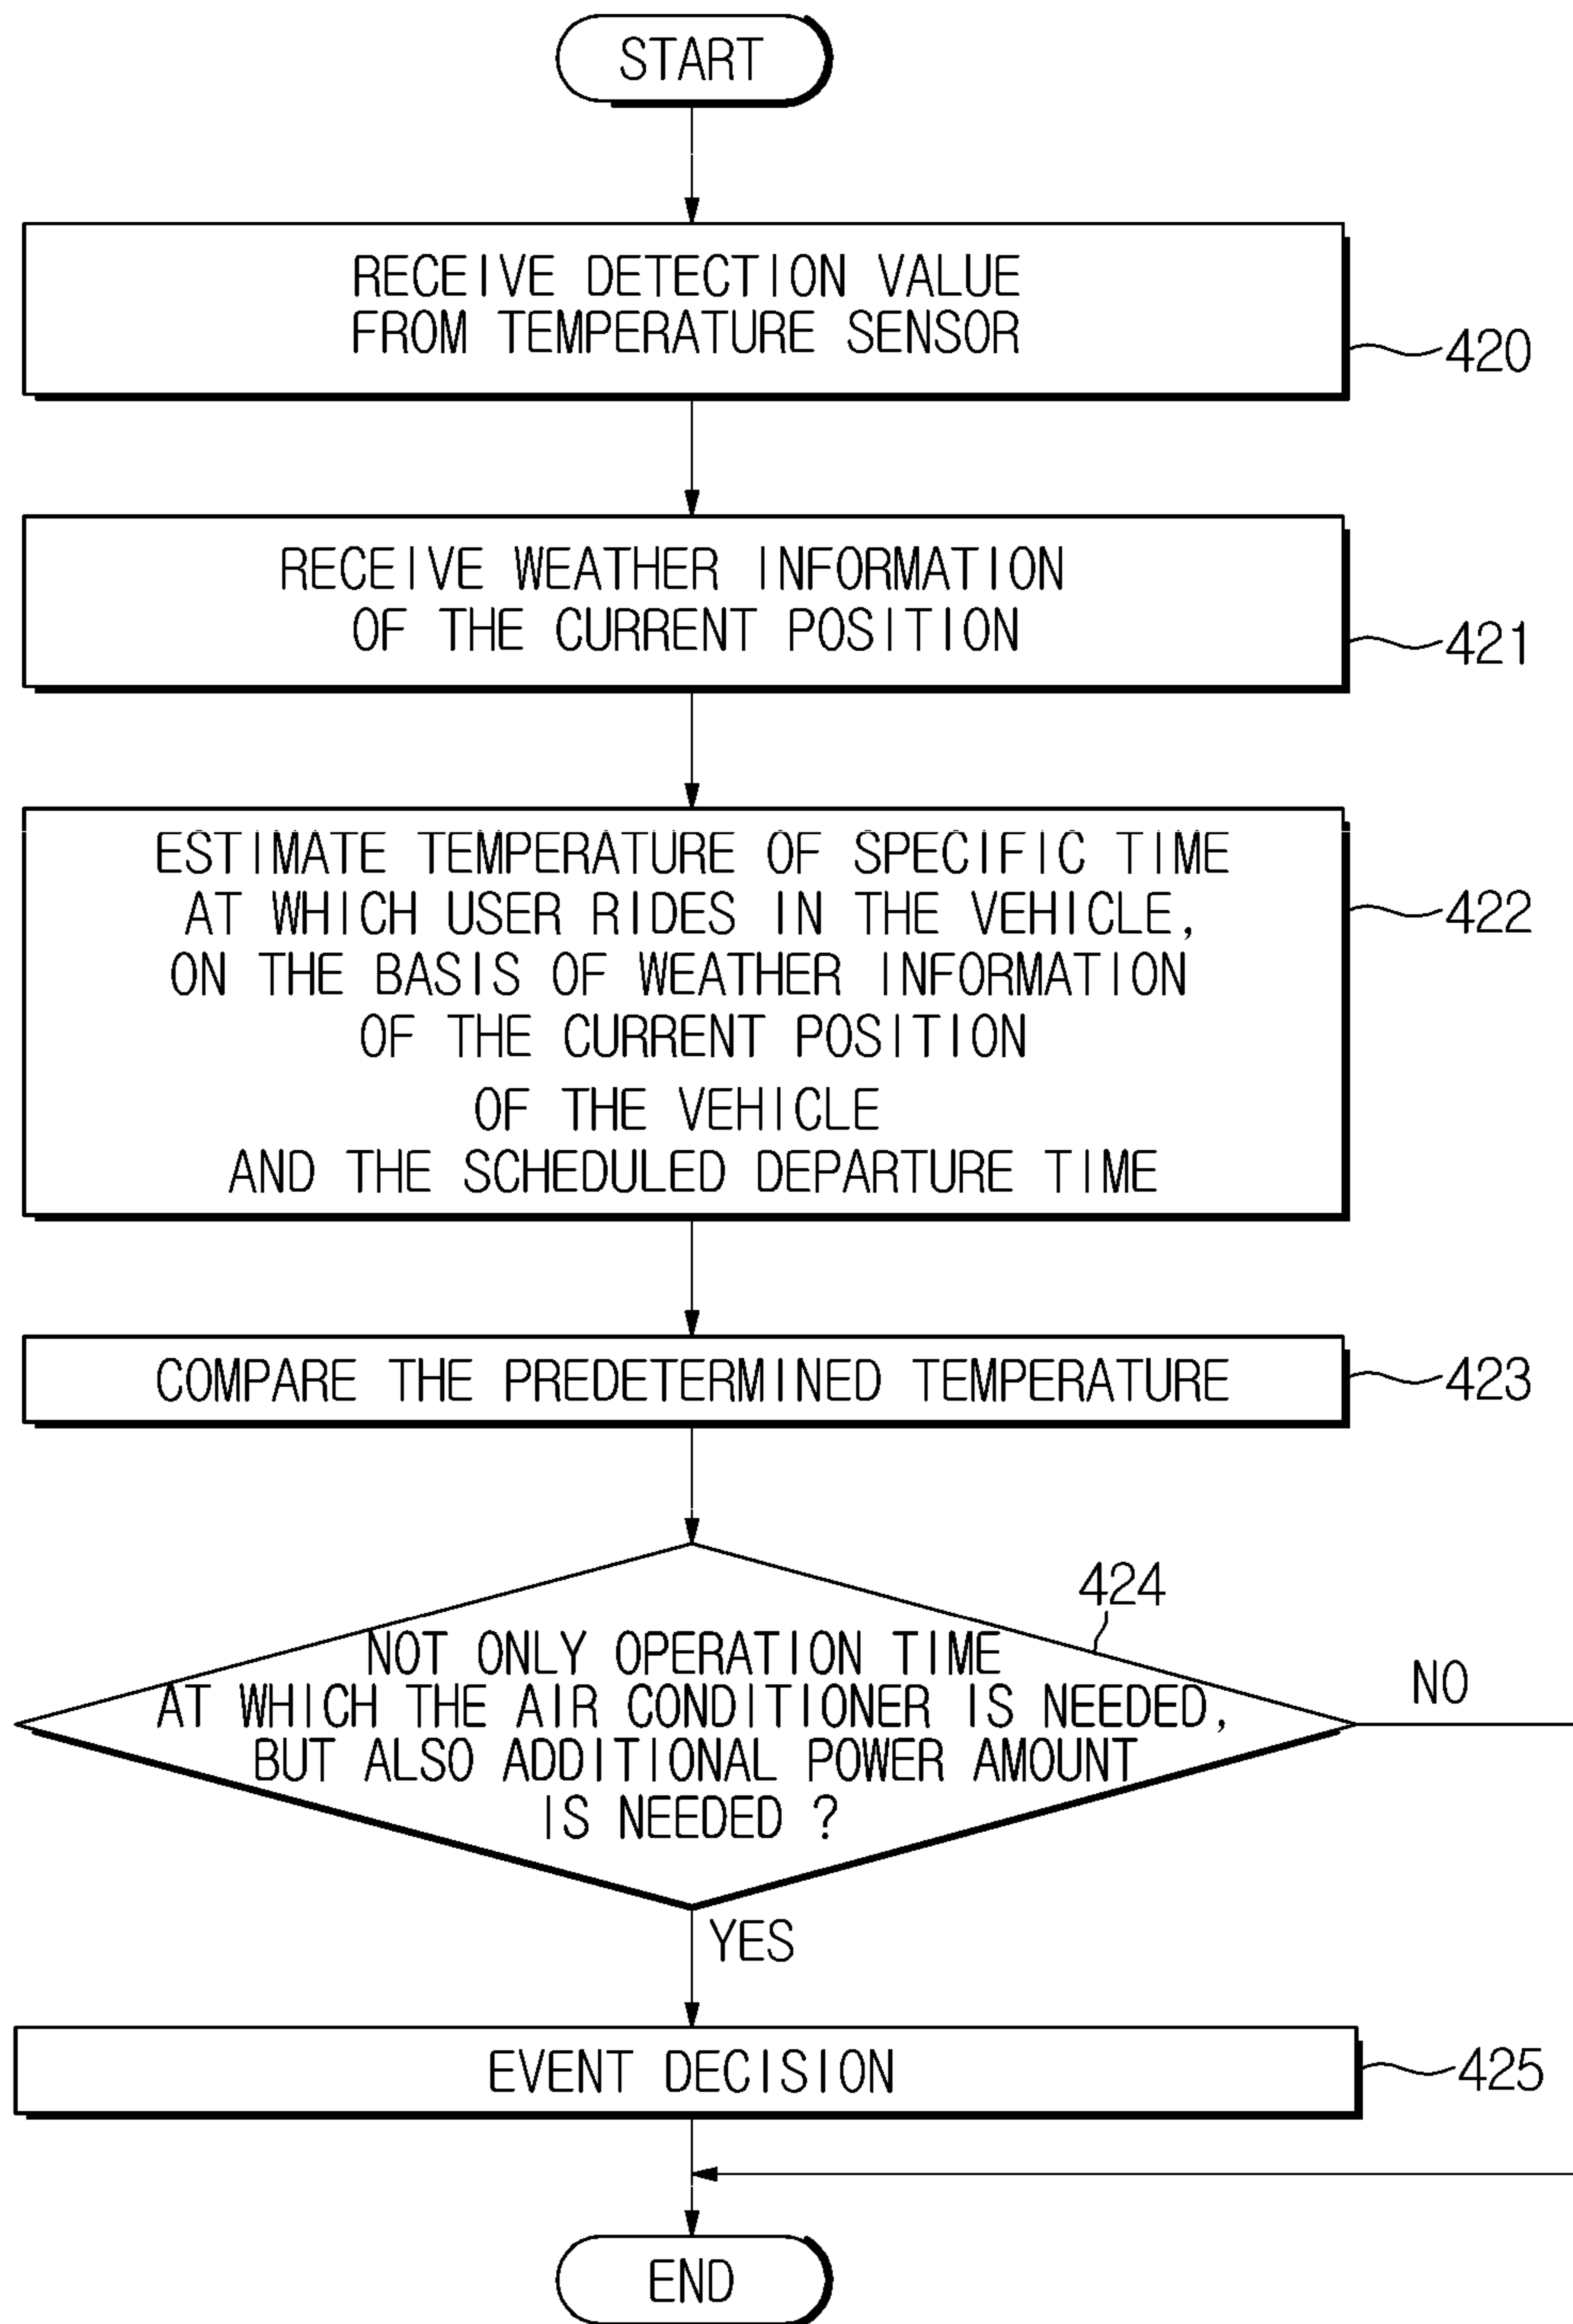 START
RECEIVE DETECTION VALUE
FROM TEMPERATURE SENSOR
420
RECEIVE WEATHER INFORMATION
OF THE CURRENT POSITION
421
ESTIMATE TEMPERATURE OF SPECIFIC TIME
AT WHICH USER RIDES IN THE VEHICLE,
ON THE BASIS OF WEATHER INFORMATION
OF THE CURRENT POSITION
OF THE VEHICLE
AND THE SCHEDULED DEPARTURE TIME
422
COMPARE THE PREDETERMINED TEMPERATURE
423
424
NOT ONLY OPERATION TIME
AT WHICH THE AIR CONDITIONER IS NEEDED,
BUT ALSO ADDITIONAL POWER AMOUNT
IS NEEDED ?
NO
YES
EVENT DECISION
425
END